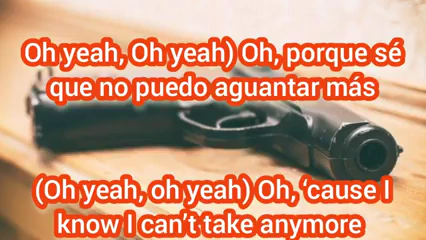 Oh yeah, Oh yeah) Oh, porque sé
que no puedo aguantar más
(Oh yeah, oh yeah) Oh, ‘cause I
know I can’t take anymore